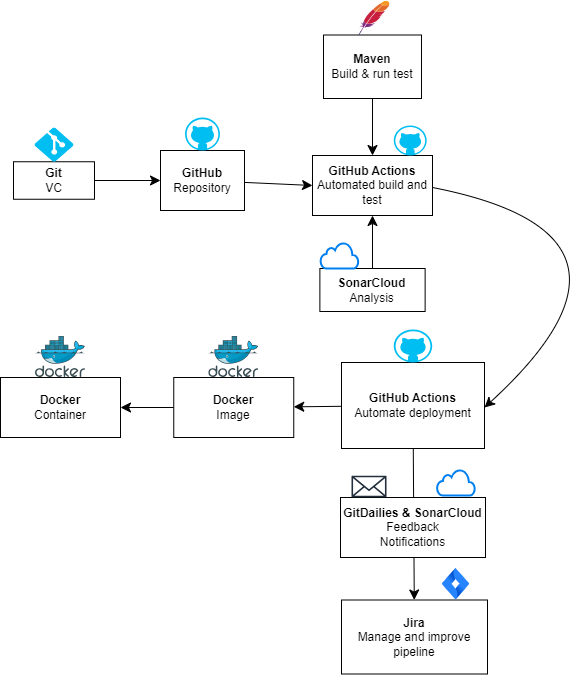 Maven
Build & run test
Git
VC
GitHub
Repository
GitHub Actions
Automated build and
test
SonarCloud
Analysis
docker
docker
Docker
Container
Docker
Image
GitHub Actions
Automate deployment
GitDailies & SonarCloud
Feedback
Notifications
Jira
Manage and improve
pipeline